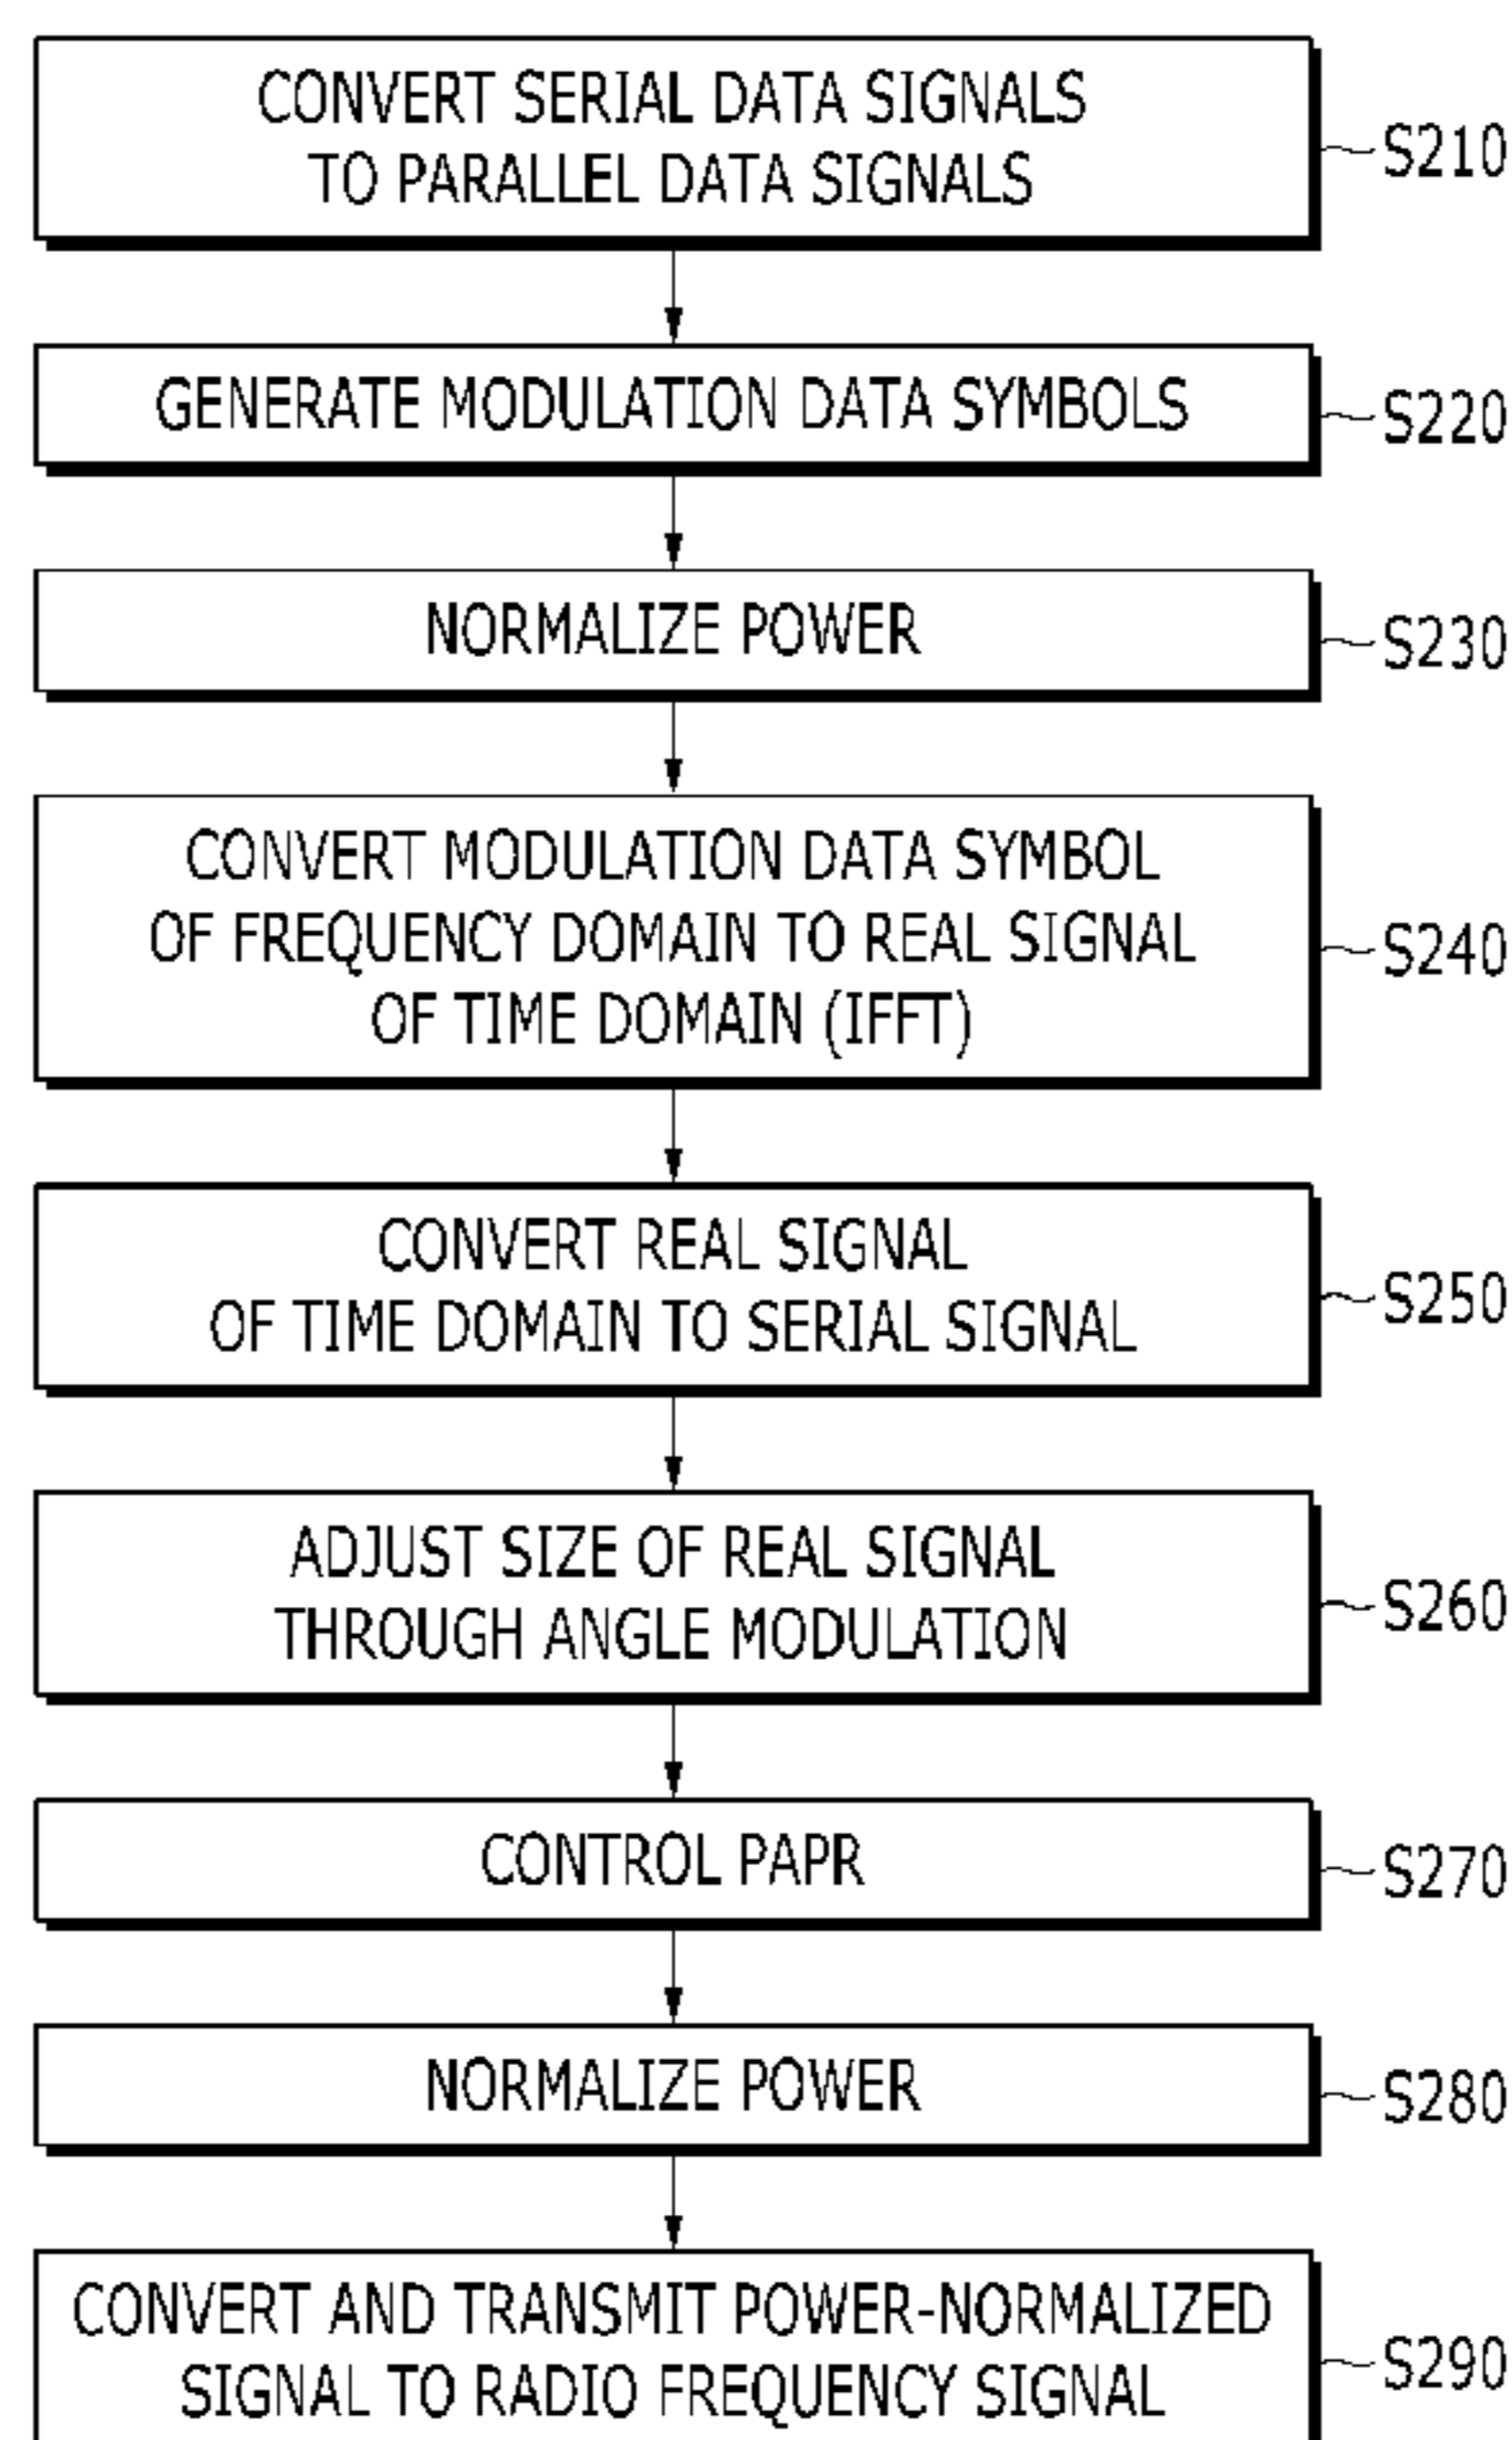 CONVERT SERIAL DATA SIGNALS
TO PARALLEL DATA SIGNALS
S210
GENERATE MODULATION DATA SYMBOLS
S220
NORMALIZE POWER
S230
CONVERT MODULATION DATA SYMBOL
OF FREQUENCY DOMAIN TO REAL SIGNAL
OF TIME DOMAIN (IFFT)
S240
CONVERT REAL SIGNAL
OF TIME DOMAIN TO SERIAL SIGNAL
S250
ADJUST SIZE OF REAL SIGNAL
THROUGH ANGLE MODULATION
S260
CONTROL PAPR
S270
NORMALIZE POWER
S280
CONVERT AND TRANSMIT POWER-NORMALIZED
SIGNAL TO RADIO FREQUENCY SIGNAL
S290